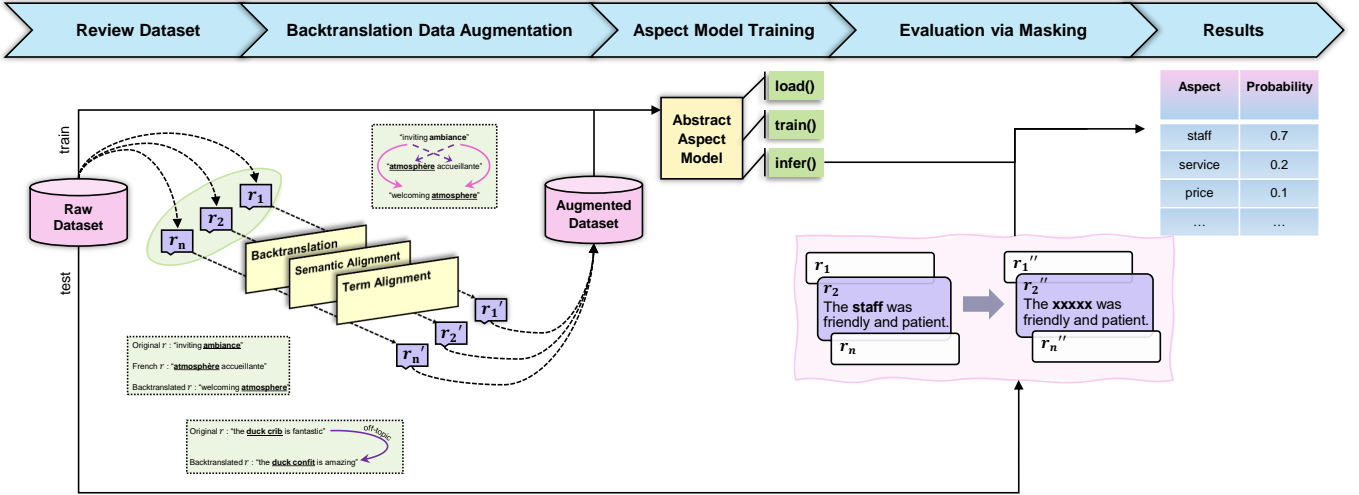 Review Dataset
Backtranslation Data Augmentation
Aspect Model Training
Evaluation via Masking
Results
train
test
Raw
Dataset
r₁
r₂
rₙ
"inviting ambiance"
"atmosphère accueillante"
"welcoming atmosphere"
Backtranslation
Semantic Alignment
Term Alignment
r₁′
r₂′
rₙ′
Original r : "inviting ambiance"
French r : "atmosphère accueillante"
Backtranslated r : "welcoming atmosphere"
Original r : "the duck crib is fantastic"
off-topic
Backtranslated r : "the duck confit is amazing"
Augmented
Dataset
Abstract
Aspect
Model
load()
train()
infer()
r₁
r₂
The staff was
friendly and patient.
rₙ
r₁′′
r₂′′
The xxxxx was
friendly and patient.
rₙ′′
Aspect Probability
staff 0.7
service 0.2
price 0.1
... ...